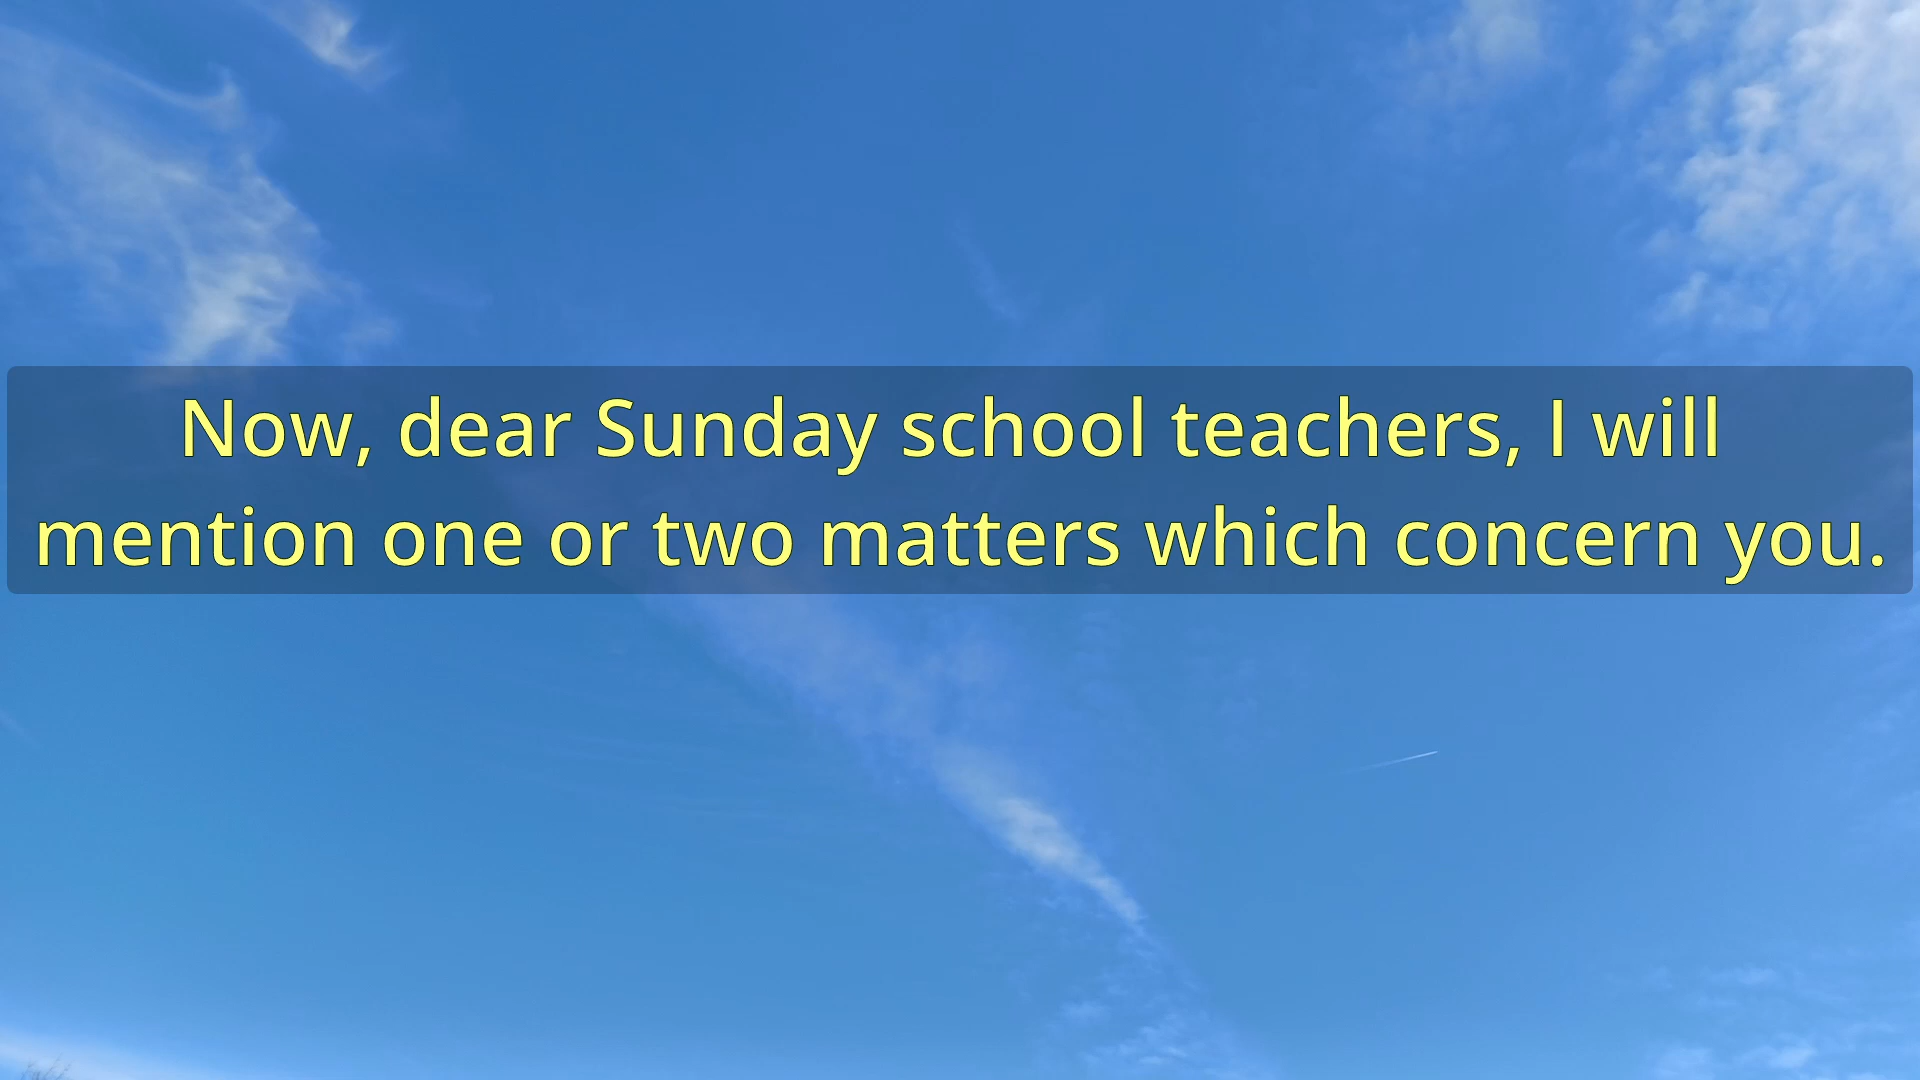 Now, dear Sunday school teachers, I will
mention one or two matters which concern you.